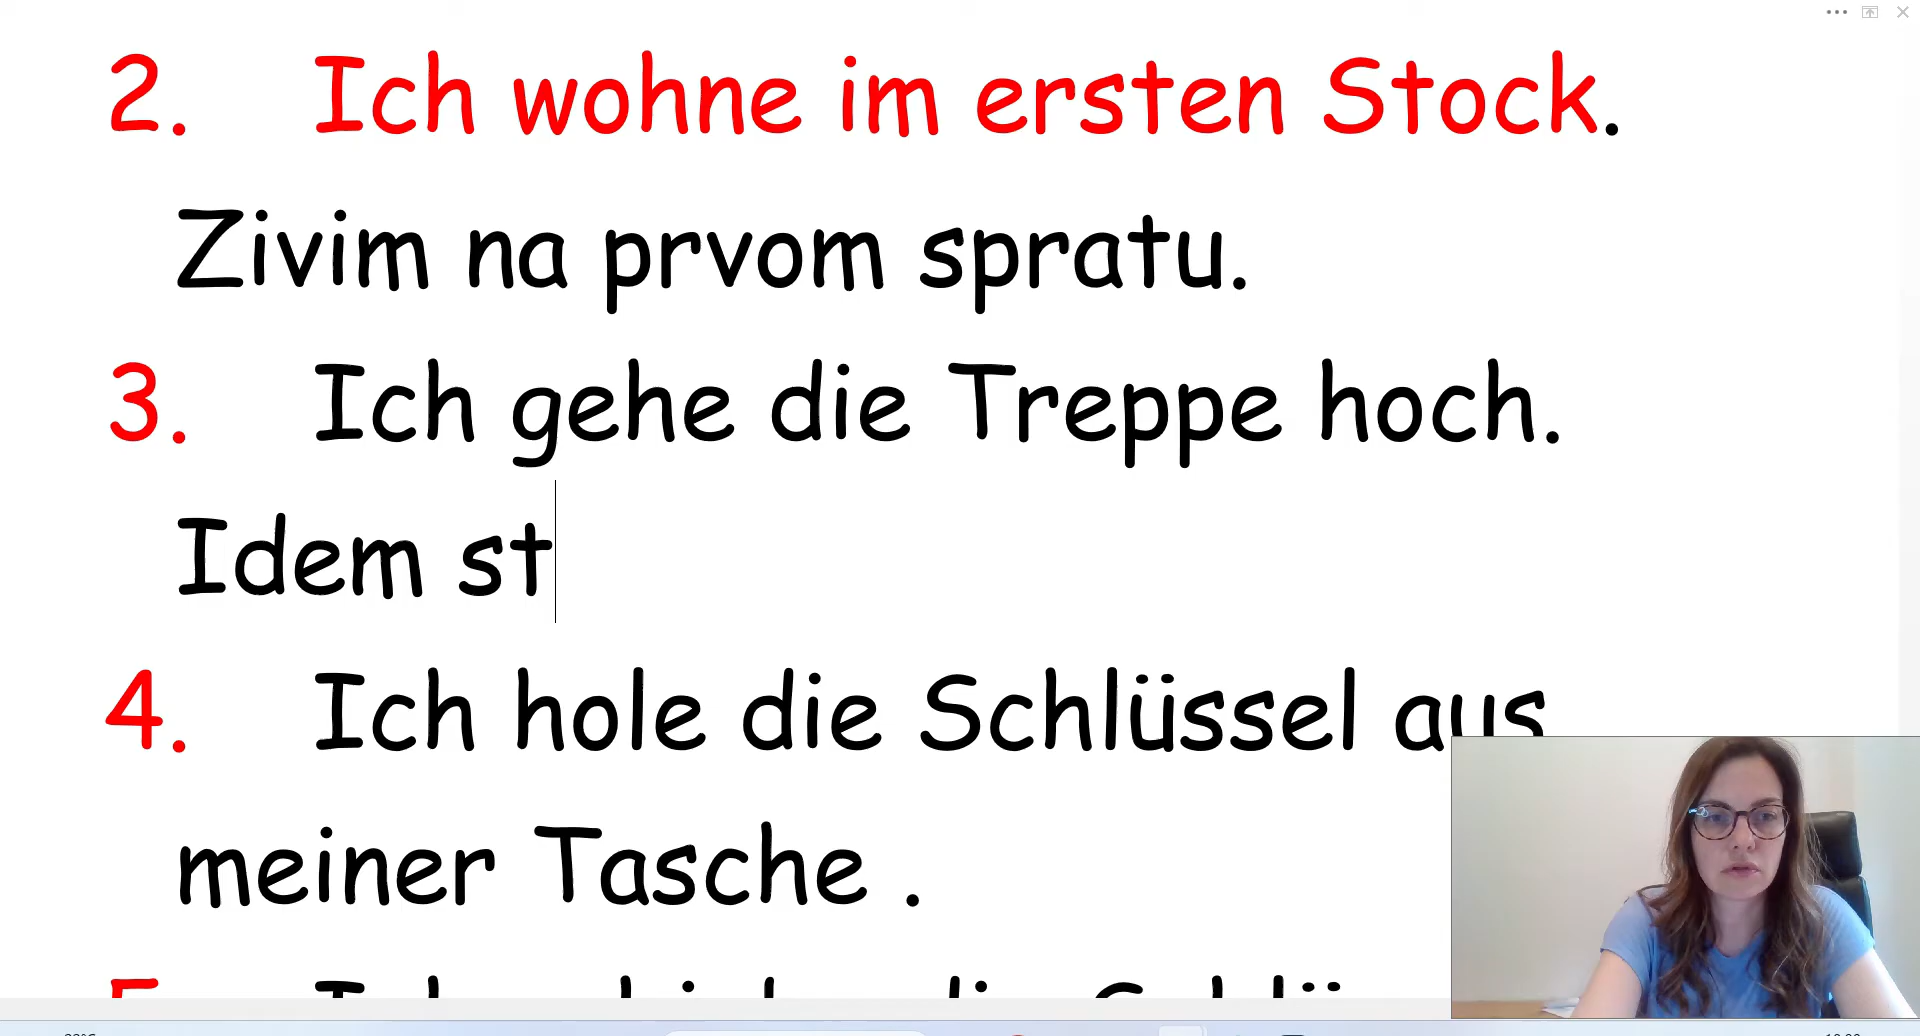 2. Ich wohne im ersten Stock.
Zivim na prvom spratu.
3. Ich gehe die Treppe hoch.
Idem st
4. Ich hole die Schlüssel aus
meiner Tasche .